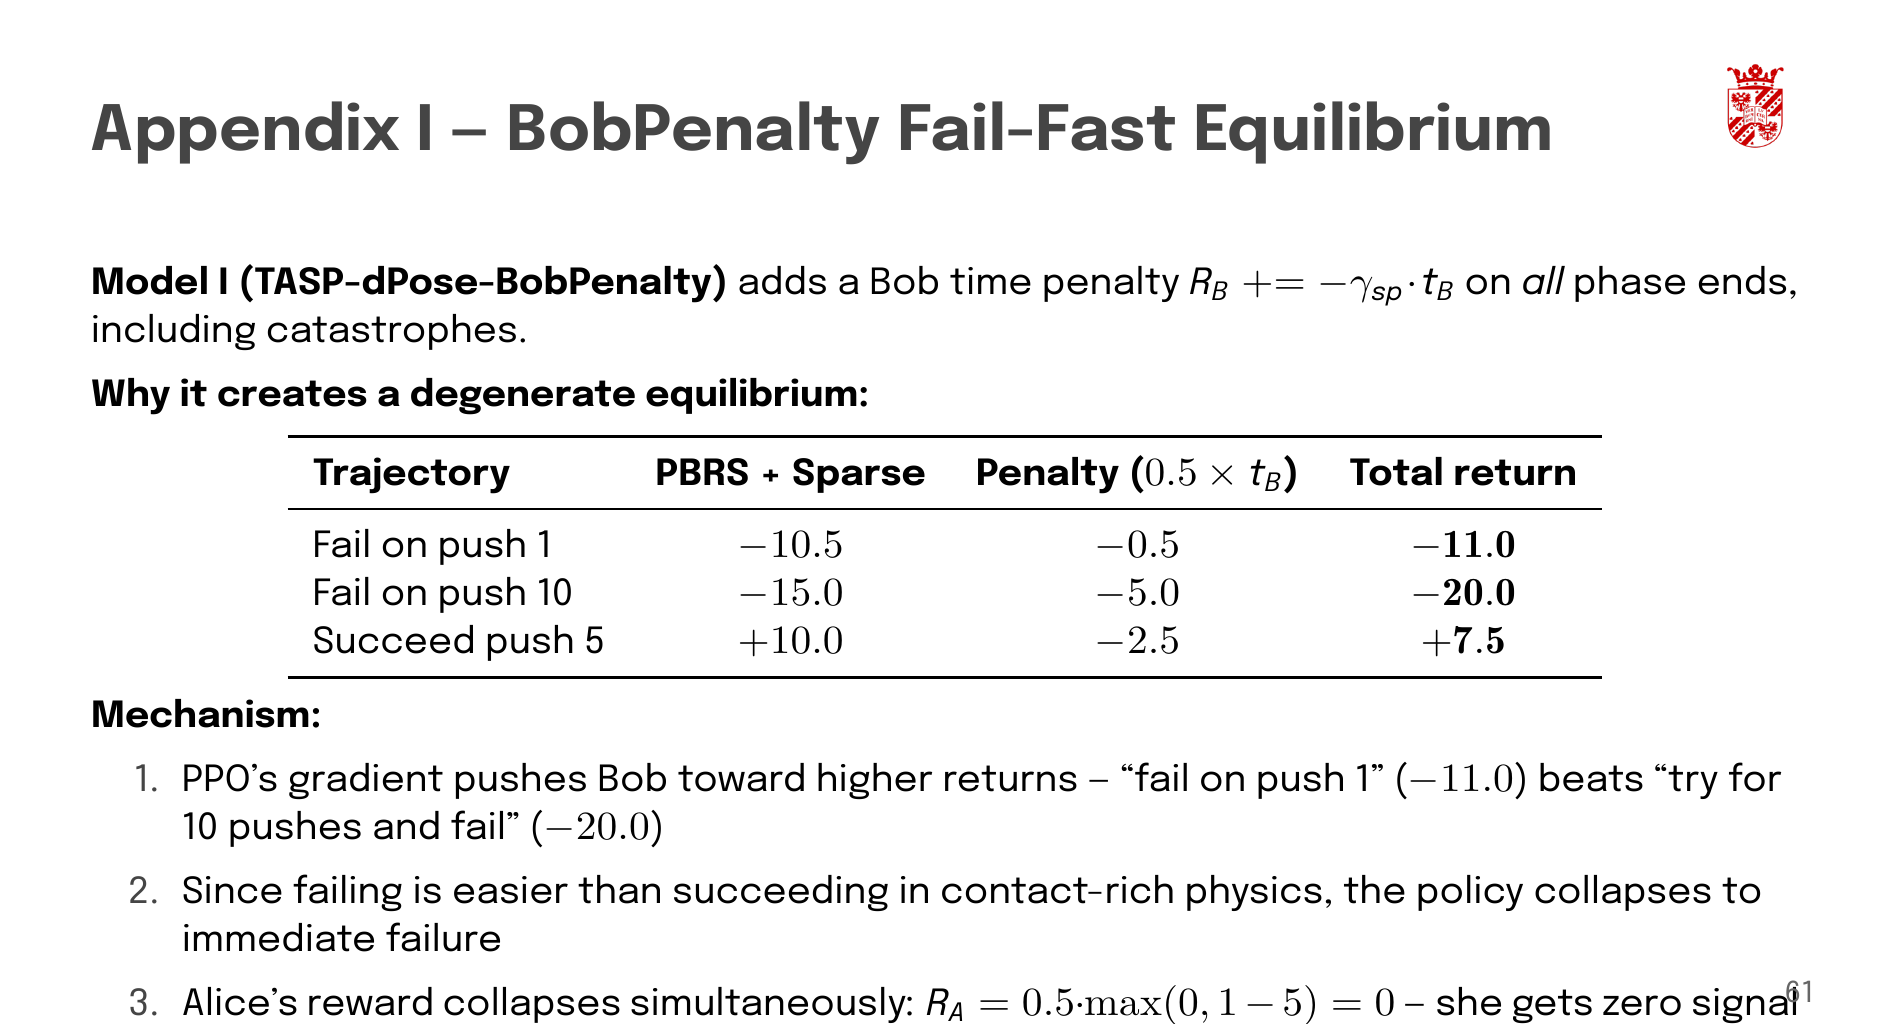 Appendix I – BobPenalty Fail-Fast Equilibrium
Model I (TASP-dPose-BobPenalty) adds a Bob time penalty R_B += −γ_sp · t_B on all phase ends,
including catastrophes.
Why it creates a degenerate equilibrium:
Trajectory PBRS + Sparse Penalty (0.5 × t_B) Total return
Fail on push 1 −10.5 −0.5 −11.0
Fail on push 10 −15.0 −5.0 −20.0
Succeed push 5 +10.0 −2.5 +7.5
Mechanism:
1. PPO’s gradient pushes Bob toward higher returns – “fail on push 1” (−11.0) beats “try for
10 pushes and fail” (−20.0)
2. Since failing is easier than succeeding in contact-rich physics, the policy collapses to
immediate failure
3. Alice’s reward collapses simultaneously: R_A = 0.5·max(0, 1 − 5) = 0 – she gets zero signal
61